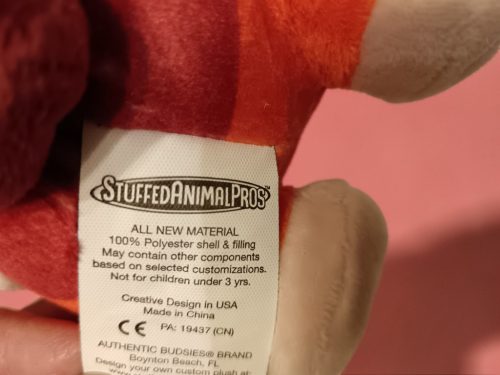 STUFFEDANIMALPROS™
ALL NEW MATERIAL
100% Polyester shell & filling
May contain other components
based on selected customizations.
Not for children under 3 yrs.
Creative Design in USA
Made in China
CE PA: 19437 (CN)
AUTHENTIC BUDSIES® BRAND
Boynton Beach, FL
Design your own custom plush at: